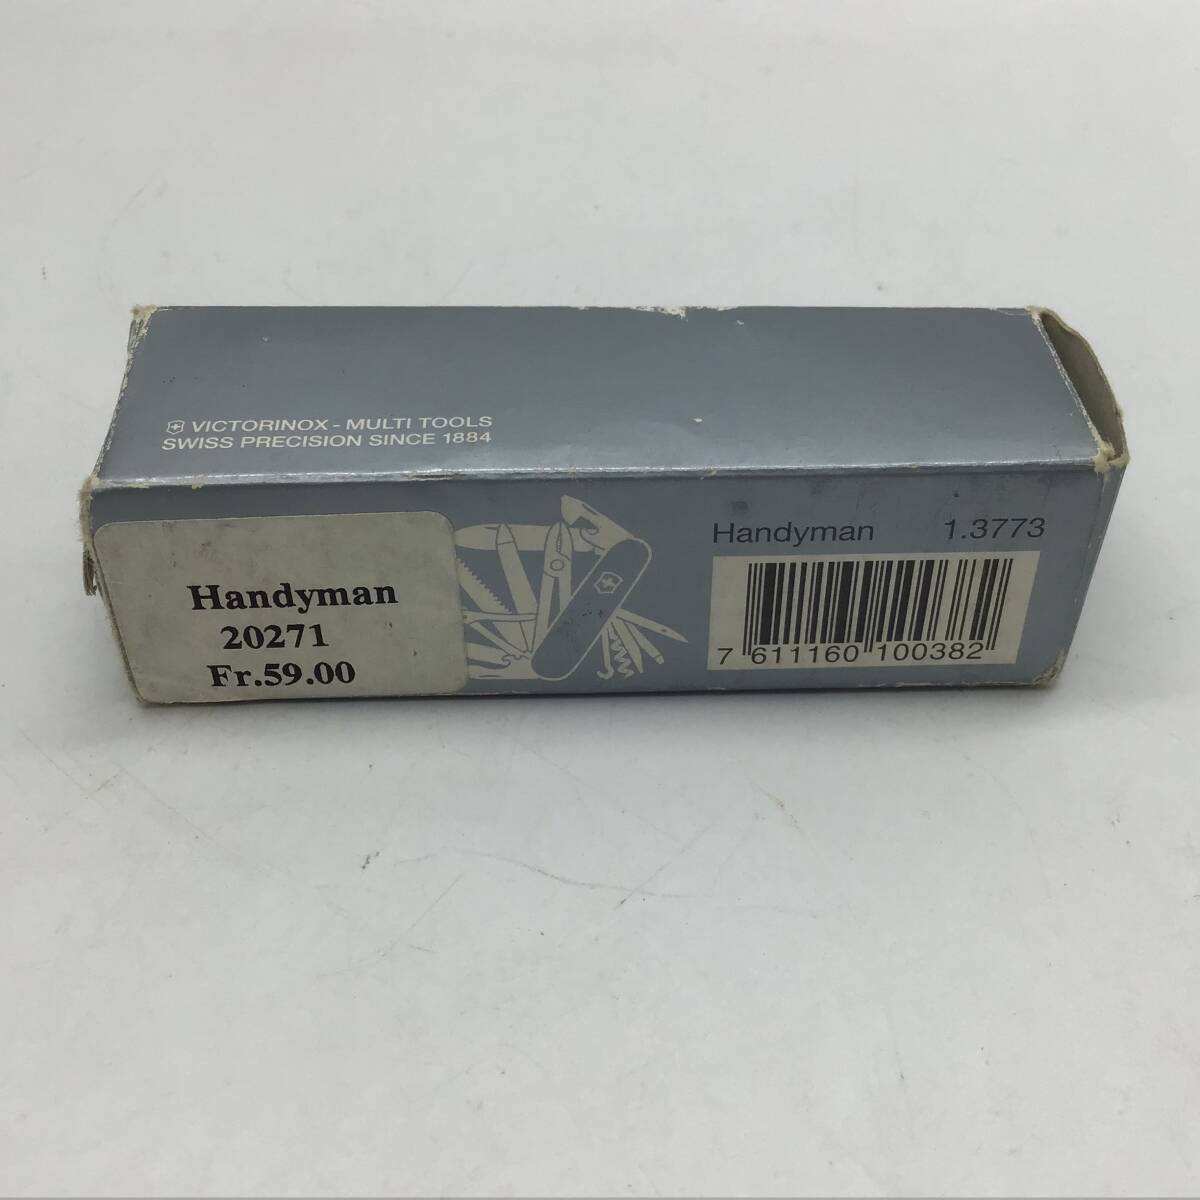 VICTORINOX - MULTI TOOLS
SWISS PRECISION SINCE 1884
Handyman
20271
Fr.59.00
Handyman 1.3773
7 611160 100382